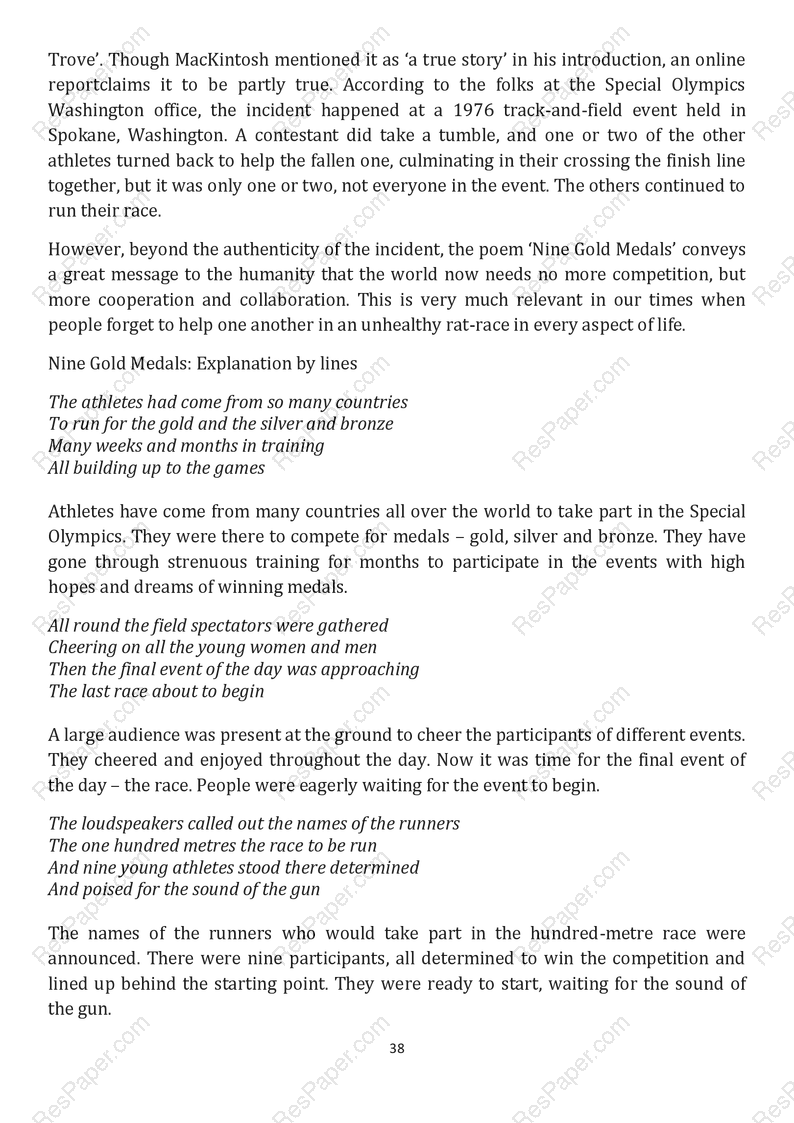 Trove’. Though MacKintosh mentioned it as ‘a true story’ in his introduction, an online
reportclaims it to be partly true. According to the folks at the Special Olympics
Washington office, the incident happened at a 1976 track-and-field event held in
Spokane, Washington. A contestant did take a tumble, and one or two of the other
athletes turned back to help the fallen one, culminating in their crossing the finish line
together, but it was only one or two, not everyone in the event. The others continued to
run their race.
However, beyond the authenticity of the incident, the poem ‘Nine Gold Medals’ conveys
a great message to the humanity that the world now needs no more competition, but
more cooperation and collaboration. This is very much relevant in our times when
people forget to help one another in an unhealthy rat-race in every aspect of life.
Nine Gold Medals: Explanation by lines
The athletes had come from so many countries
To run for the gold and the silver and bronze
Many weeks and months in training
All building up to the games
Athletes have come from many countries all over the world to take part in the Special
Olympics. They were there to compete for medals – gold, silver and bronze. They have
gone through strenuous training for months to participate in the events with high
hopes and dreams of winning medals.
All round the field spectators were gathered
Cheering on all the young women and men
Then the final event of the day was approaching
The last race about to begin
A large audience was present at the ground to cheer the participants of different events.
They cheered and enjoyed throughout the day. Now it was time for the final event of
the day – the race. People were eagerly waiting for the event to begin.
The loudspeakers called out the names of the runners
The one hundred metres the race to be run
And nine young athletes stood there determined
And poised for the sound of the gun
The names of the runners who would take part in the hundred-metre race were
announced. There were nine participants, all determined to win the competition and
lined up behind the starting point. They were ready to start, waiting for the sound of
the gun.
38
ResPaper.com